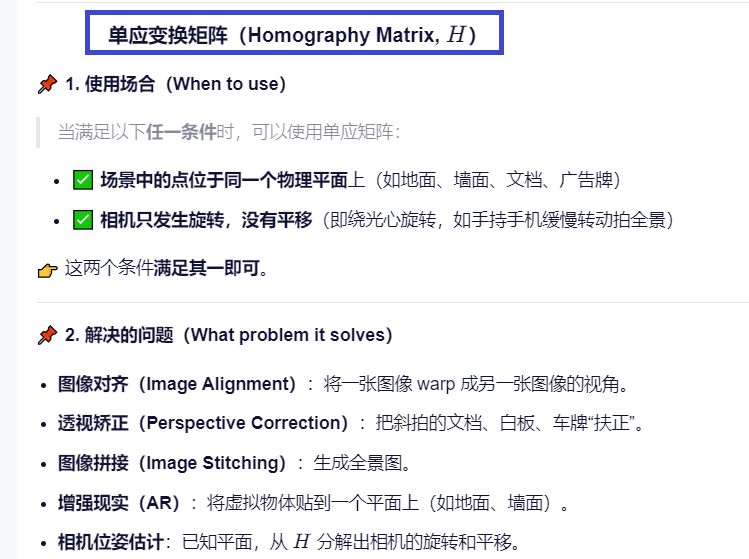 单应变换矩阵（Homography Matrix, H）
📌 1. 使用场合（When to use）
当满足以下任一条件时，可以使用单应矩阵：
• ✅ 场景中的点位于同一个物理平面上（如地面、墙面、文档、广告牌）
• ✅ 相机只发生旋转，没有平移（即绕光心旋转，如手持手机缓慢转动拍全景）
👉 这两个条件满足其一即可。
📌 2. 解决的问题（What problem it solves）
• 图像对齐（Image Alignment）：将一张图像 warp 成另一张图像的视角。
• 透视矫正（Perspective Correction）：把斜拍的文档、白板、车牌“扶正”。
• 图像拼接（Image Stitching）：生成全景图。
• 增强现实（AR）：将虚拟物体贴到一个平面上（如地面、墙面）。
• 相机位姿估计：已知平面，从 H 分解出相机的旋转和平移。